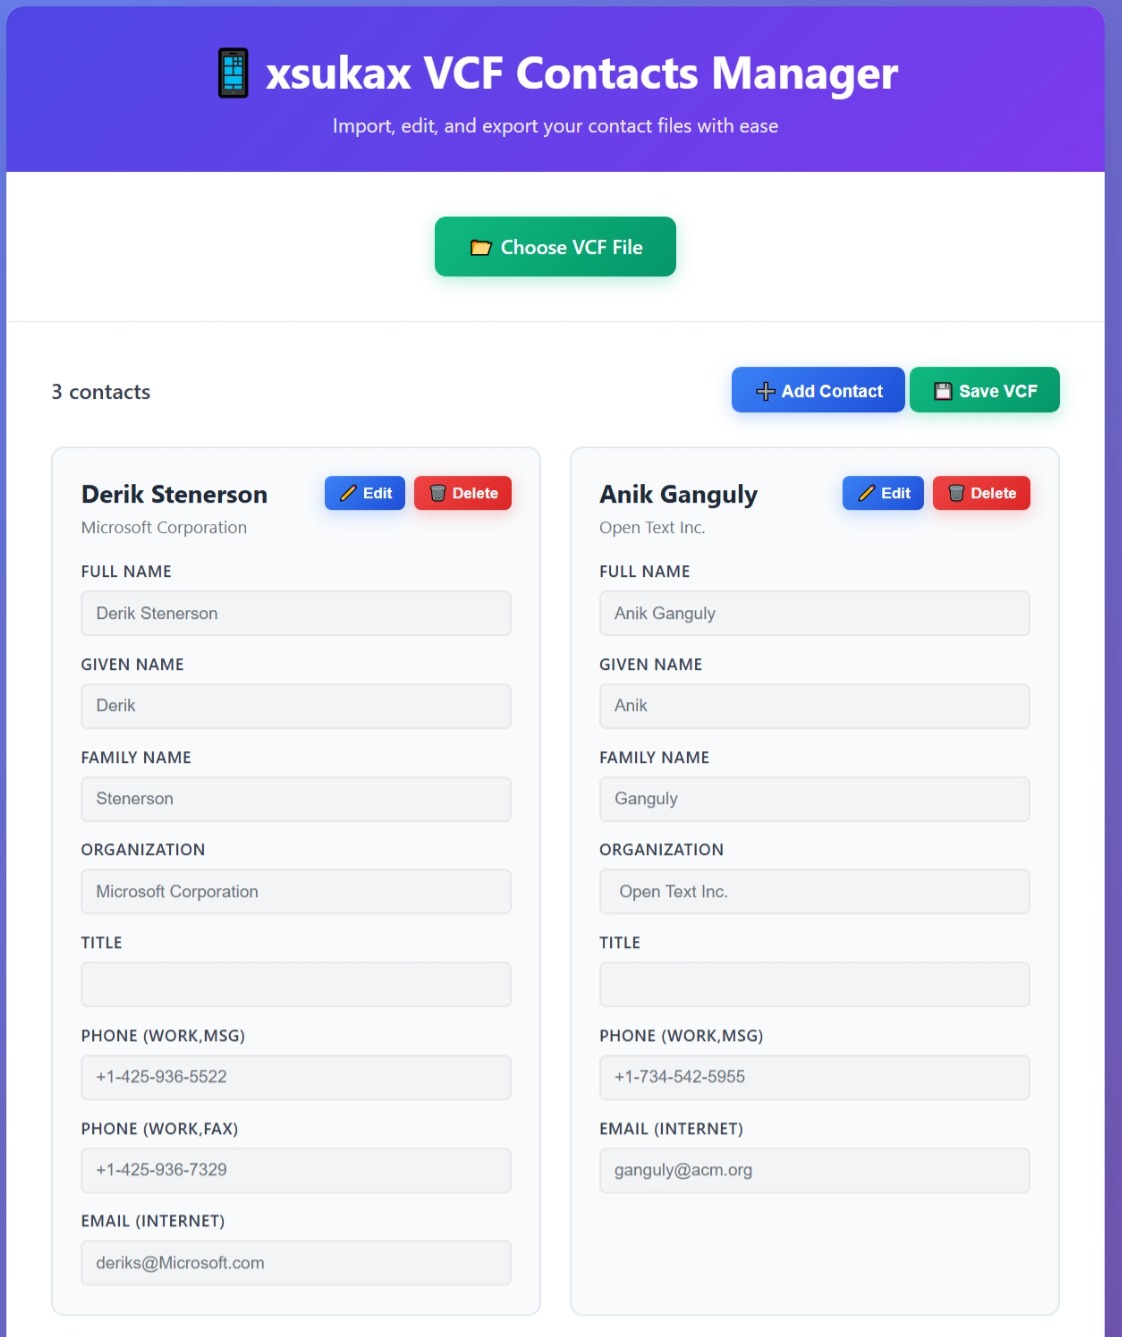 xsukax VCF Contacts Manager
Import, edit, and export your contact files with ease
Choose VCF File
3 contacts
Add Contact
Save VCF
Derik Stenerson
Edit
Delete
Microsoft Corporation
FULL NAME
Derik Stenerson
GIVEN NAME
Derik
FAMILY NAME
Stenerson
ORGANIZATION
Microsoft Corporation
TITLE
PHONE (WORK,MSG)
+1-425-936-5522
PHONE (WORK,FAX)
+1-425-936-7329
EMAIL (INTERNET)
deriks@Microsoft.com
Anik Ganguly
Edit
Delete
Open Text Inc.
FULL NAME
Anik Ganguly
GIVEN NAME
Anik
FAMILY NAME
Ganguly
ORGANIZATION
Open Text Inc.
TITLE
PHONE (WORK,MSG)
+1-734-542-5955
EMAIL (INTERNET)
ganguly@acm.org